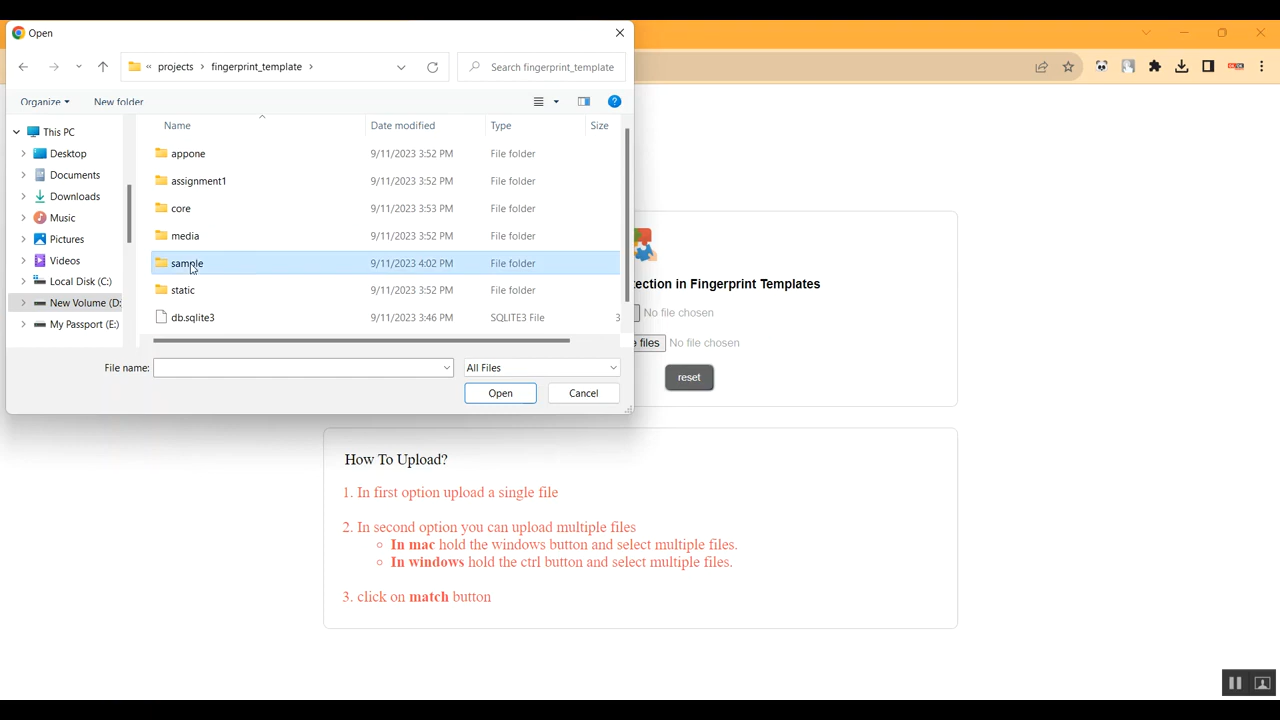 Open
« projects › fingerprint_template ›
Search fingerprint_template
Organize
New folder
Name Date modified Type Size
This PC
Desktop
Documents
Downloads
Music
Pictures
Videos
Local Disk (C:)
New Volume (D:
My Passport (E:)
appone 9/11/2023 3:52 PM File folder
assignment1 9/11/2023 3:52 PM File folder
core 9/11/2023 3:53 PM File folder
media 9/11/2023 3:52 PM File folder
sample 9/11/2023 4:02 PM File folder
static 9/11/2023 3:52 PM File folder
db.sqlite3 9/11/2023 3:46 PM SQLITE3 File 3
File name:
All Files
Open
Cancel
ection in Fingerprint Templates
No file chosen
e files No file chosen
reset
How To Upload?
1. In first option upload a single file
2. In second option you can upload multiple files
In mac hold the windows button and select multiple files.
In windows hold the ctrl button and select multiple files.
3. click on match button